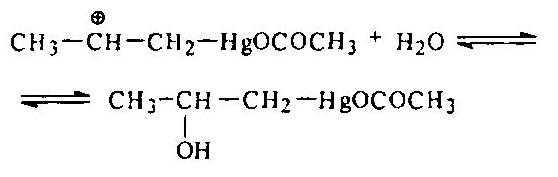 ⊕
CH₃−CH−CH₂−HgOCOCH₃ + H₂O ⇌
⇌ CH₃−CH−CH₂−HgOCOCH₃
OH